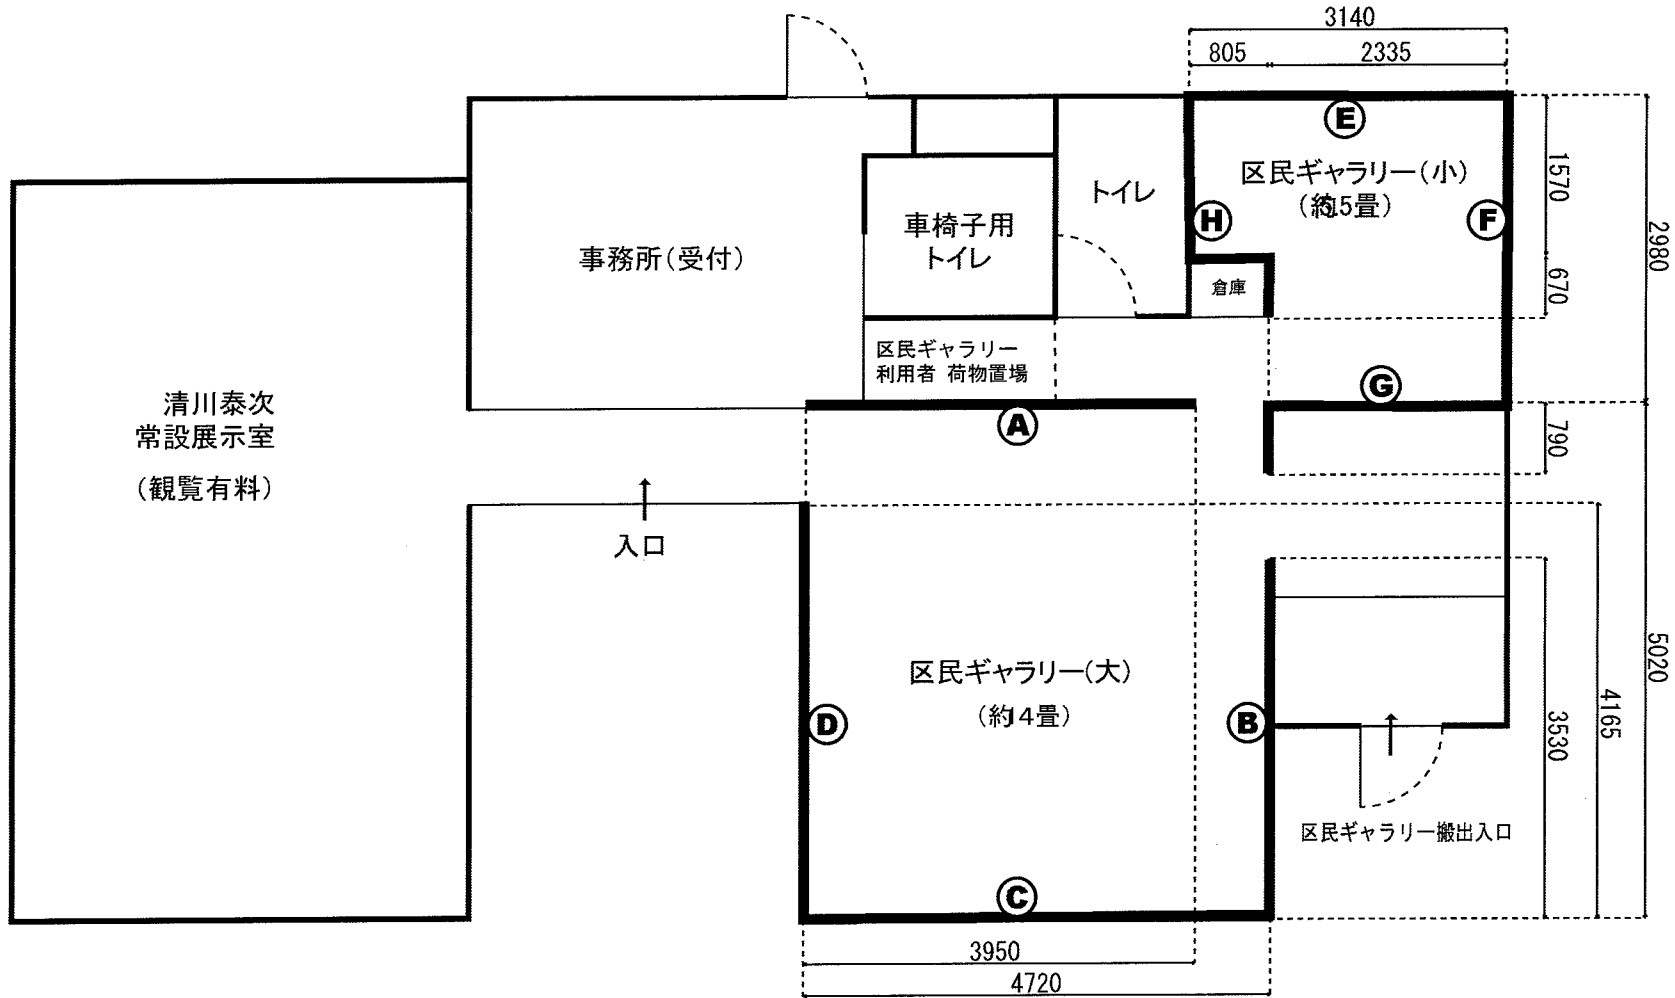 3140
805
2335
E
区民ギャラリー(小)
1570
トイレ
H
F
車椅子用
トイレ
2980
事務所(受付)
倉庫
670
区民ギャラリー
利用者 荷物置場
G
清川泰次
常設展示室
(観覧有料)
A
790
入口
区民ギャラリー(大)
(約14畳)
5020
4165
3530
D
B
区民ギャラリー搬出入口
C
3950
4720